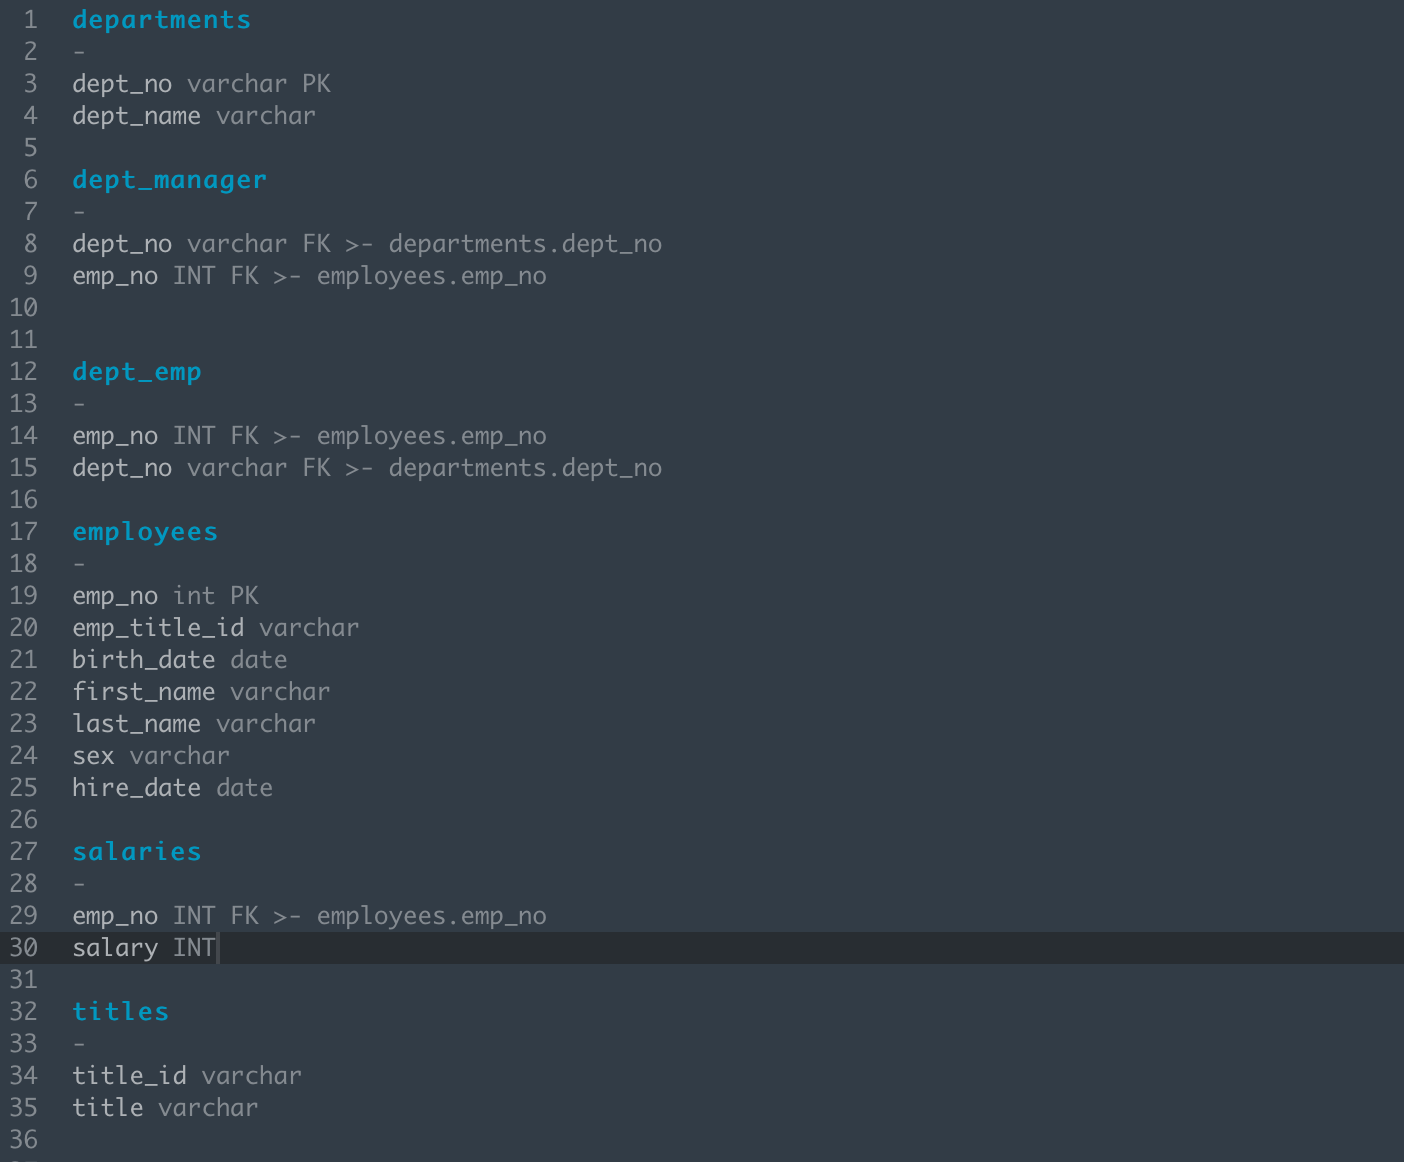 1 departments
2 -
3 dept_no varchar PK
4 dept_name varchar
5
6 dept_manager
7 -
8 dept_no varchar FK >- departments.dept_no
9 emp_no INT FK >- employees.emp_no
10
11
12 dept_emp
13 -
14 emp_no INT FK >- employees.emp_no
15 dept_no varchar FK >- departments.dept_no
16
17 employees
18 -
19 emp_no int PK
20 emp_title_id varchar
21 birth_date date
22 first_name varchar
23 last_name varchar
24 sex varchar
25 hire_date date
26
27 salaries
28 -
29 emp_no INT FK >- employees.emp_no
30 salary INT
31
32 titles
33 -
34 title_id varchar
35 title varchar
36